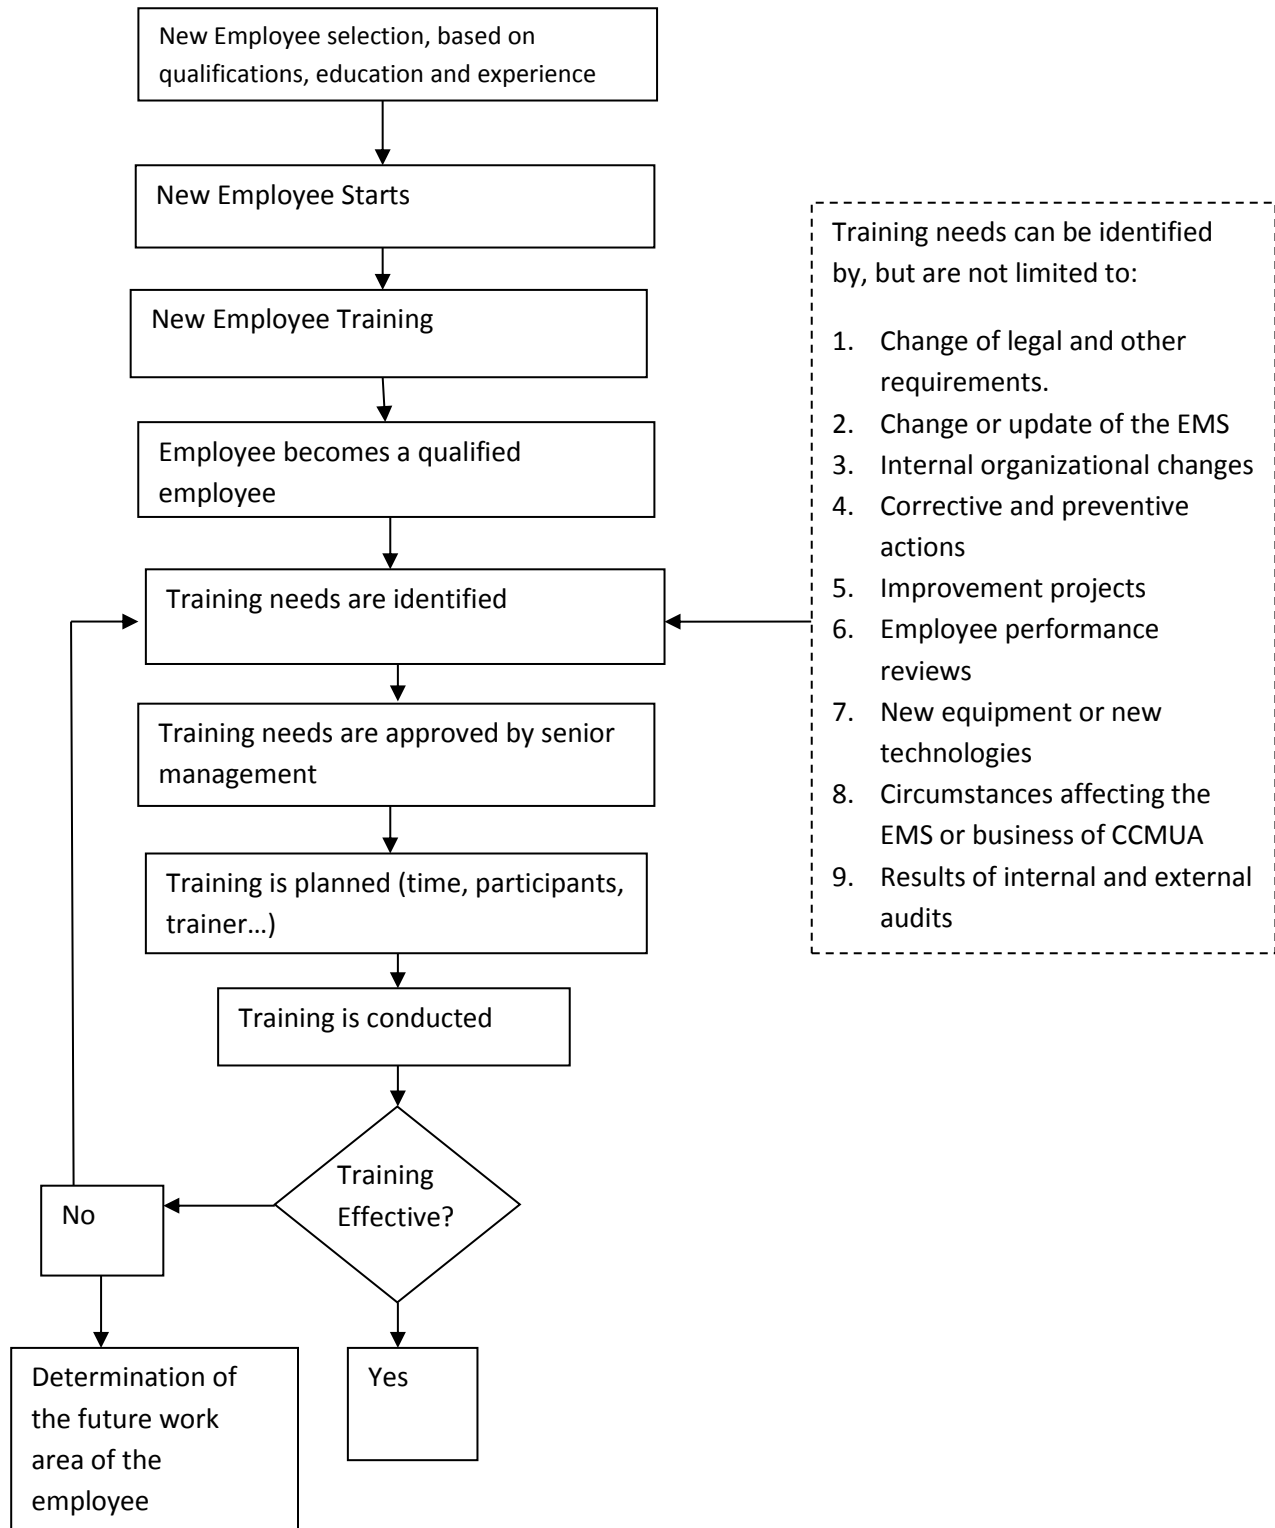 New Employee selection, based on
qualifications, education and experience
New Employee Starts
New Employee Training
Employee becomes a qualified
employee
Training needs are identified
Training needs are approved by senior
management
Training is planned (time, participants,
trainer…)
Training is conducted
Training
Effective?
No
Yes
Determination of
the future work
area of the
employee
Training needs can be identified
by, but are not limited to:
1. Change of legal and other
requirements.
2. Change or update of the EMS
3. Internal organizational changes
4. Corrective and preventive
actions
5. Improvement projects
6. Employee performance
reviews
7. New equipment or new
technologies
8. Circumstances affecting the
EMS or business of CCMUA
9. Results of internal and external
audits